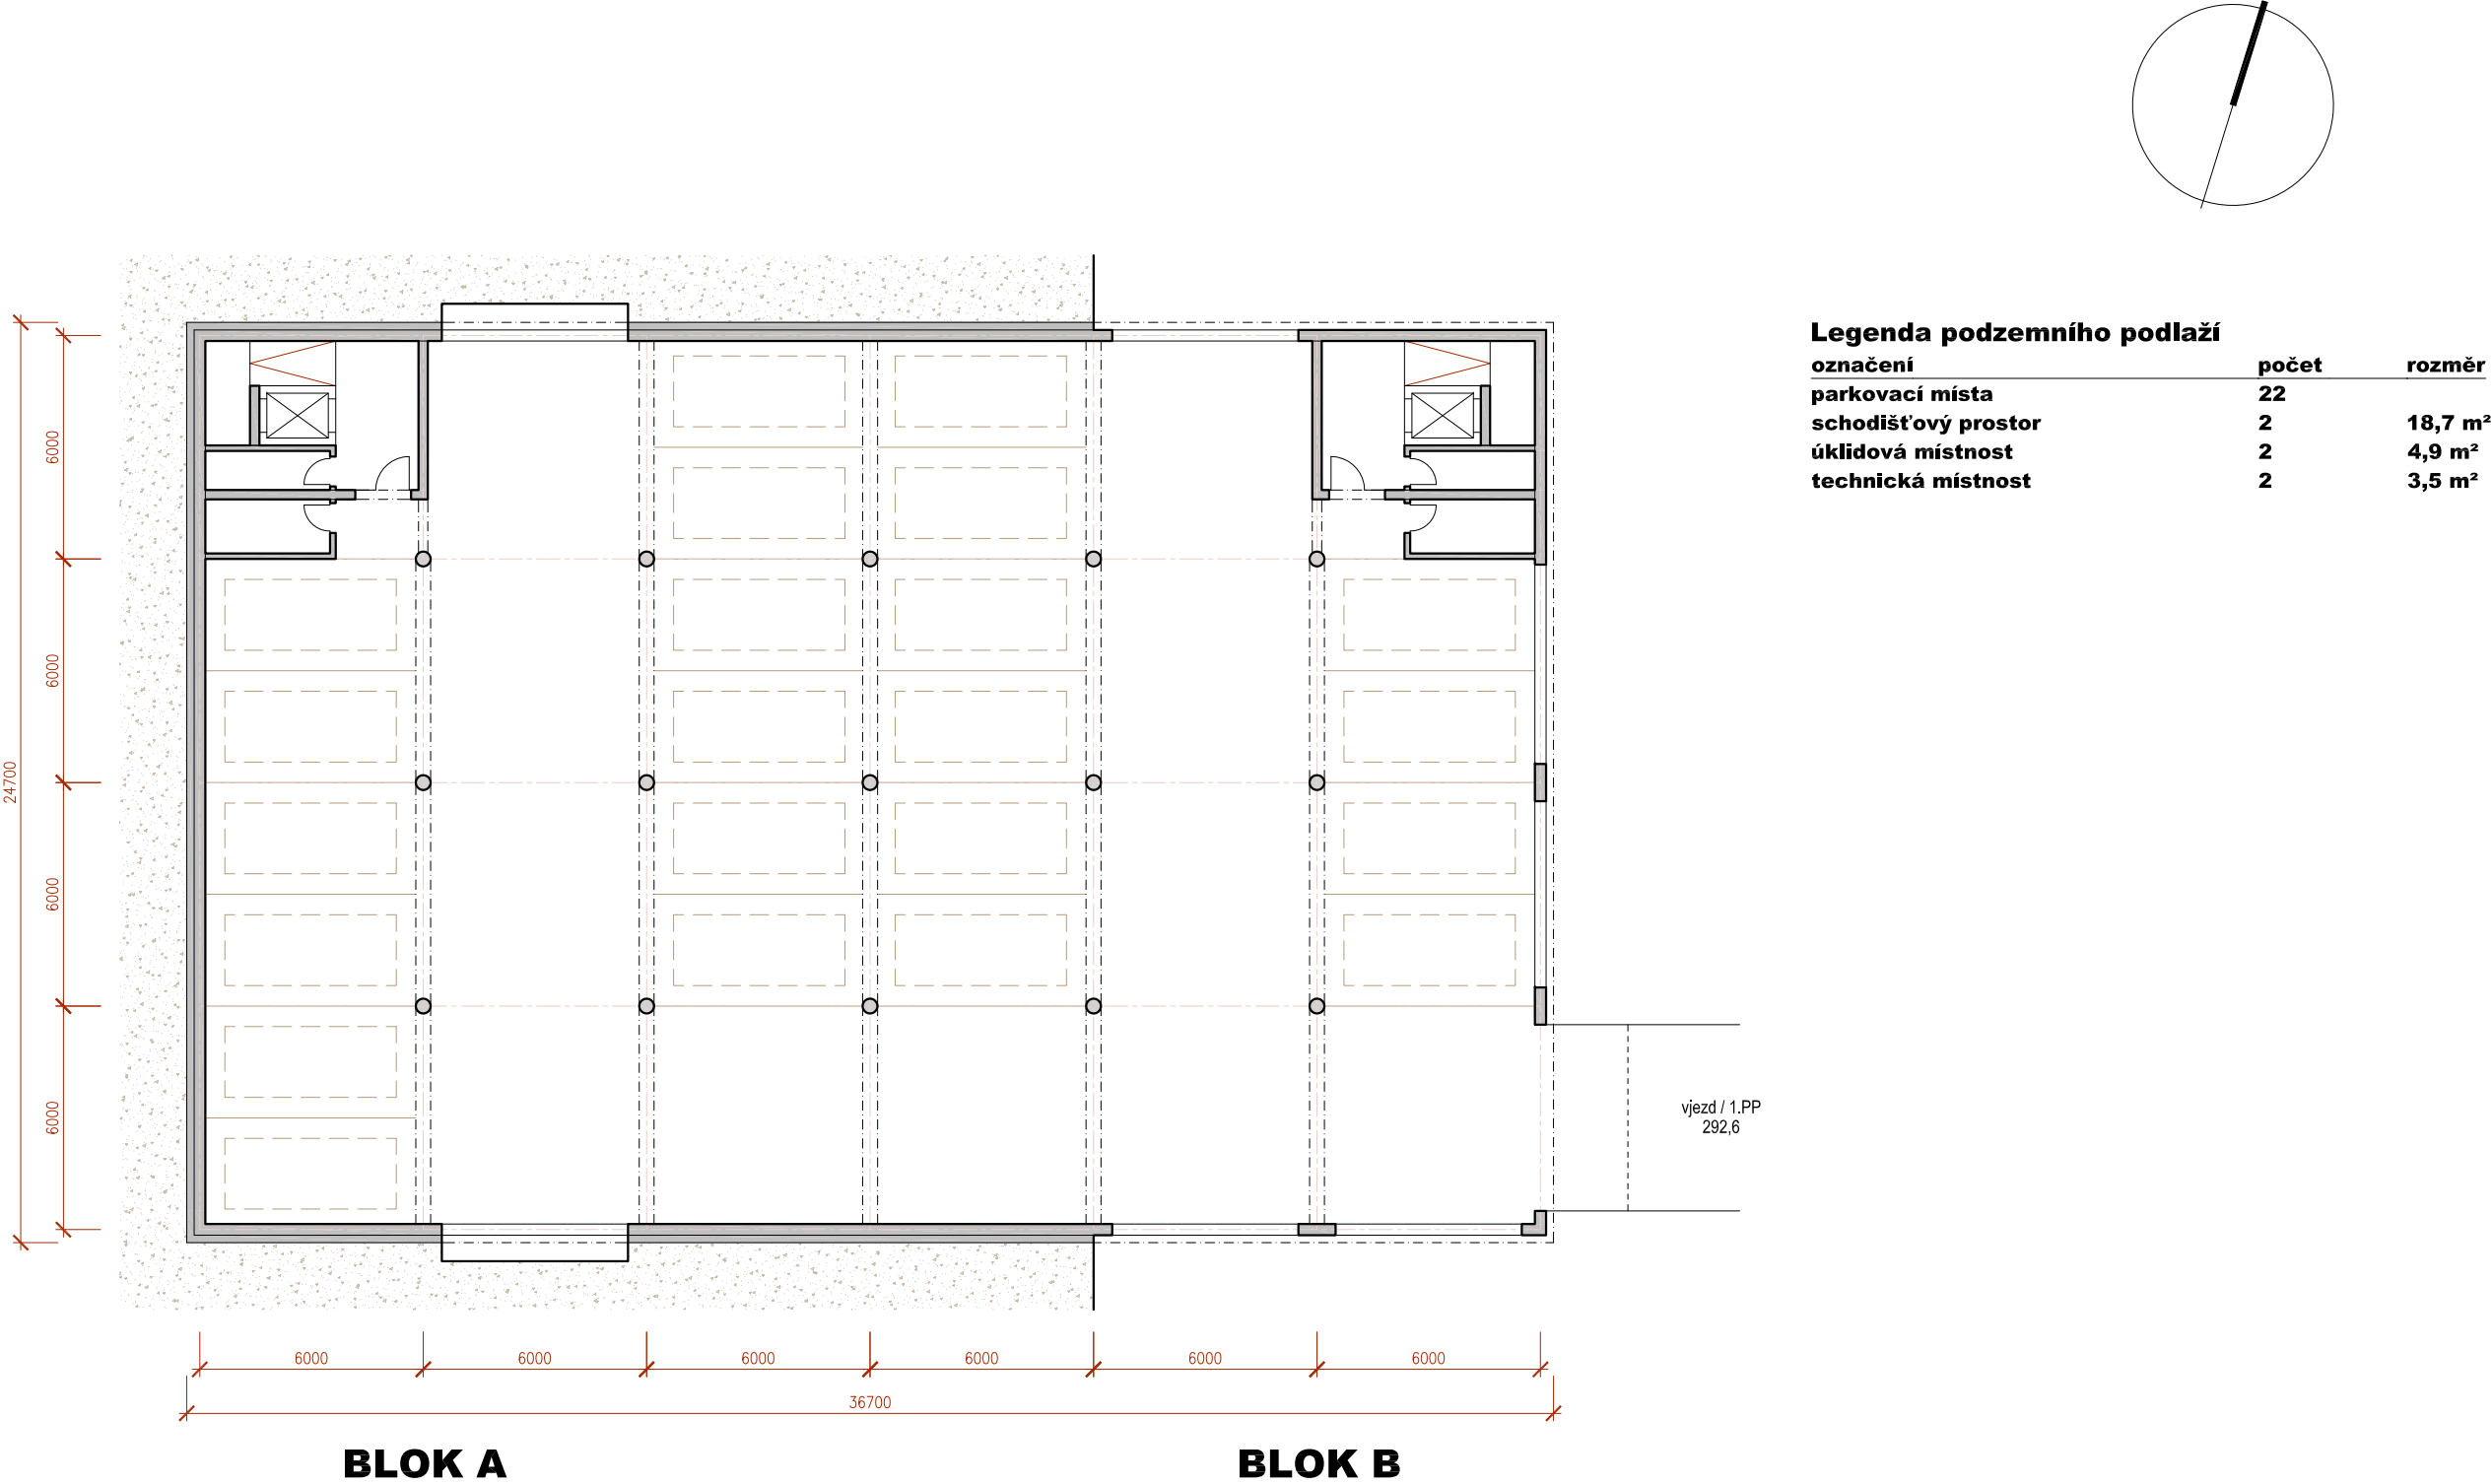 Legenda podzemního podlaží
označení počet rozměr
parkovací místa 22
schodišťový prostor 2 18,7 m²
úklidová místnost 2 4,9 m²
technická místnost 2 3,5 m²
6000
6000
6000
6000
24700
vjezd / 1.PP
292,6
6000 6000 6000 6000 6000 6000
36700
BLOK A BLOK B